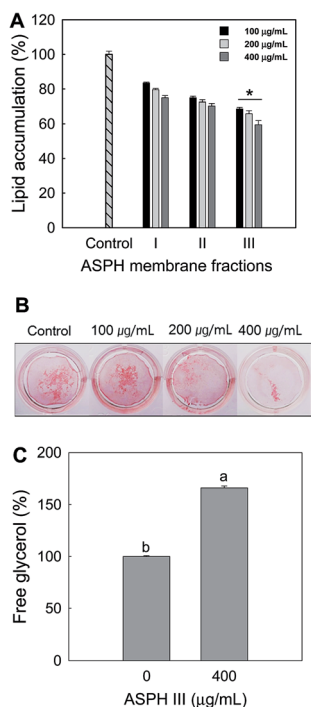 A
120
100
80
60
40
20
0
Lipid accumulation (%)
100 μg/mL
200 μg/mL
400 μg/mL
*
Control I II III
ASPH membrane fractions
B
Control 100 μg/mL 200 μg/mL 400 μg/mL
C
200
150
100
50
0
Free glycerol (%)
b
a
0 400
ASPH III (μg/mL)